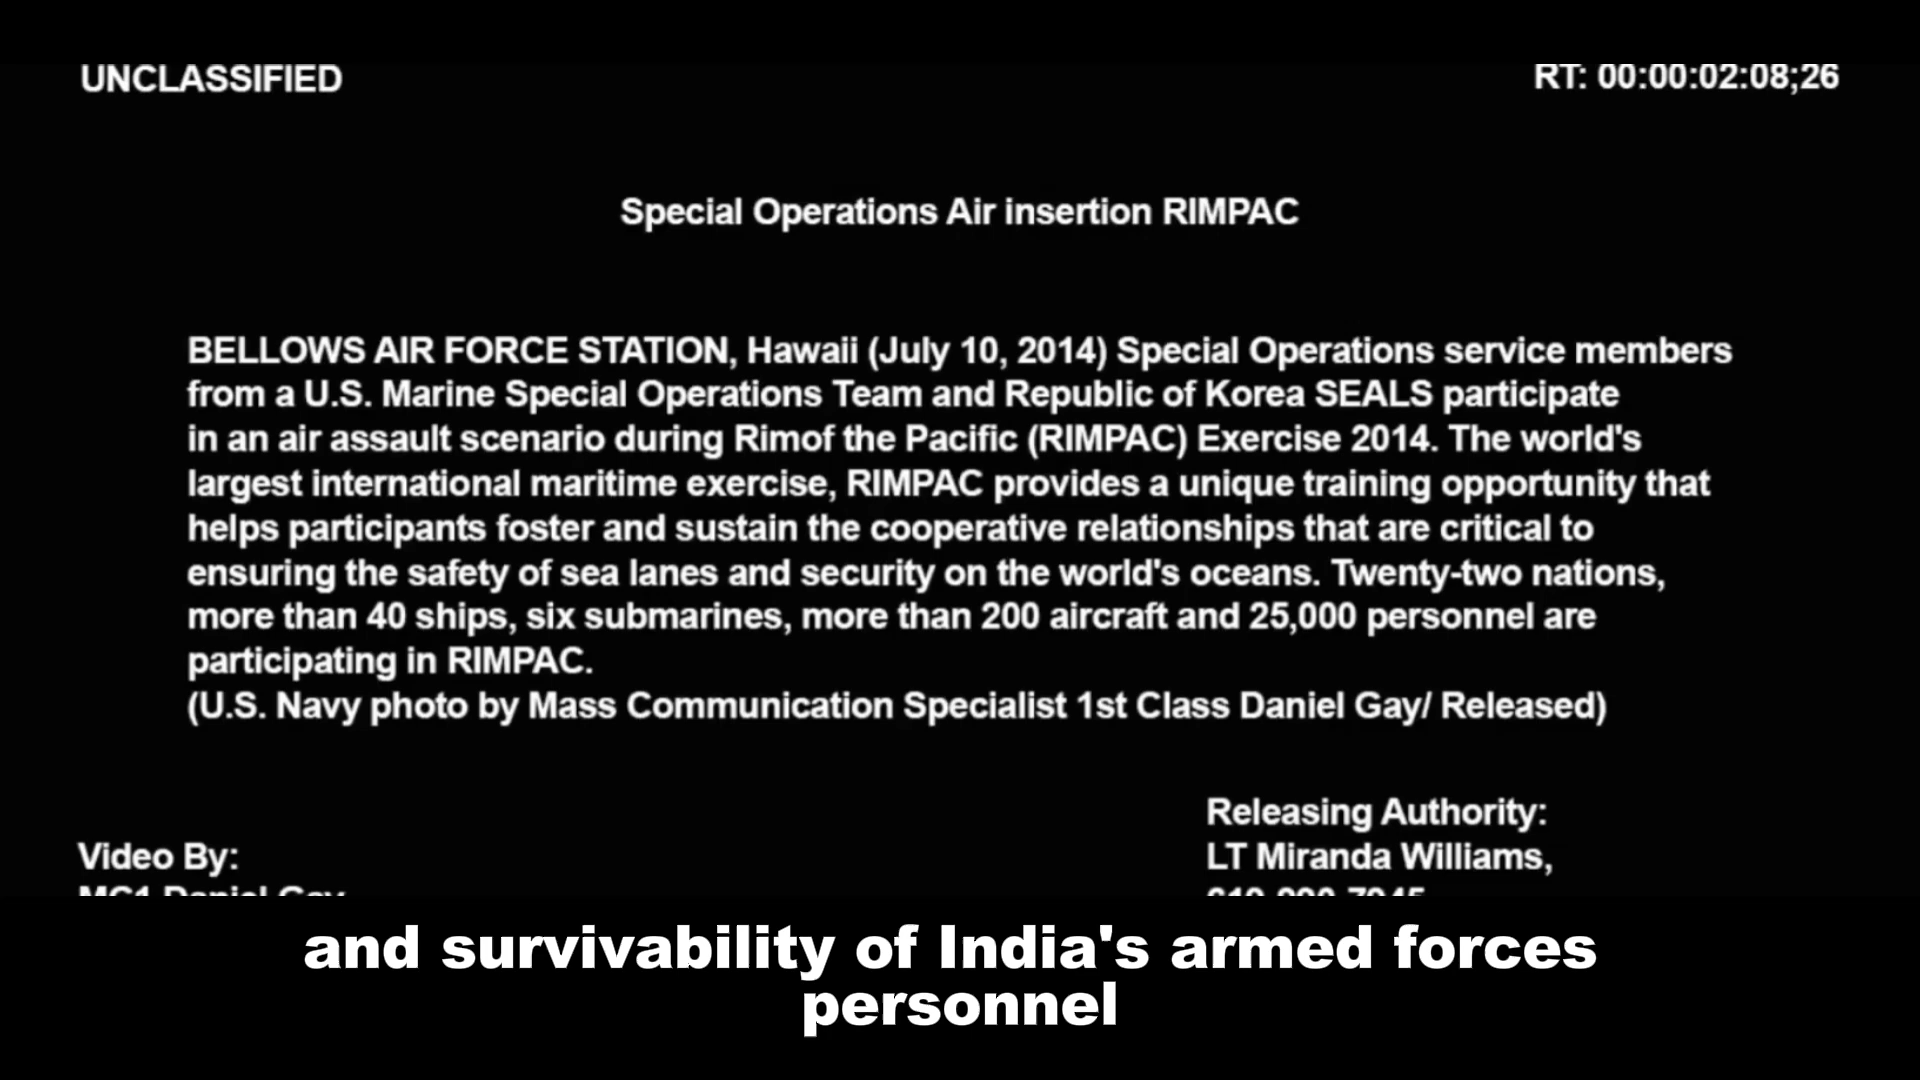 UNCLASSIFIED
RT: 00:00:02:08;26
Special Operations Air insertion RIMPAC
BELLOWS AIR FORCE STATION, Hawaii (July 10, 2014) Special Operations service members
from a U.S. Marine Special Operations Team and Republic of Korea SEALS participate
in an air assault scenario during Rimof the Pacific (RIMPAC) Exercise 2014. The world's
largest international maritime exercise, RIMPAC provides a unique training opportunity that
helps participants foster and sustain the cooperative relationships that are critical to
ensuring the safety of sea lanes and security on the world's oceans. Twenty-two nations,
more than 40 ships, six submarines, more than 200 aircraft and 25,000 personnel are
participating in RIMPAC.
(U.S. Navy photo by Mass Communication Specialist 1st Class Daniel Gay/ Released)
Video By:
MC1 Daniel Gay
Releasing Authority:
LT Miranda Williams,
and survivability of India's armed forces
personnel